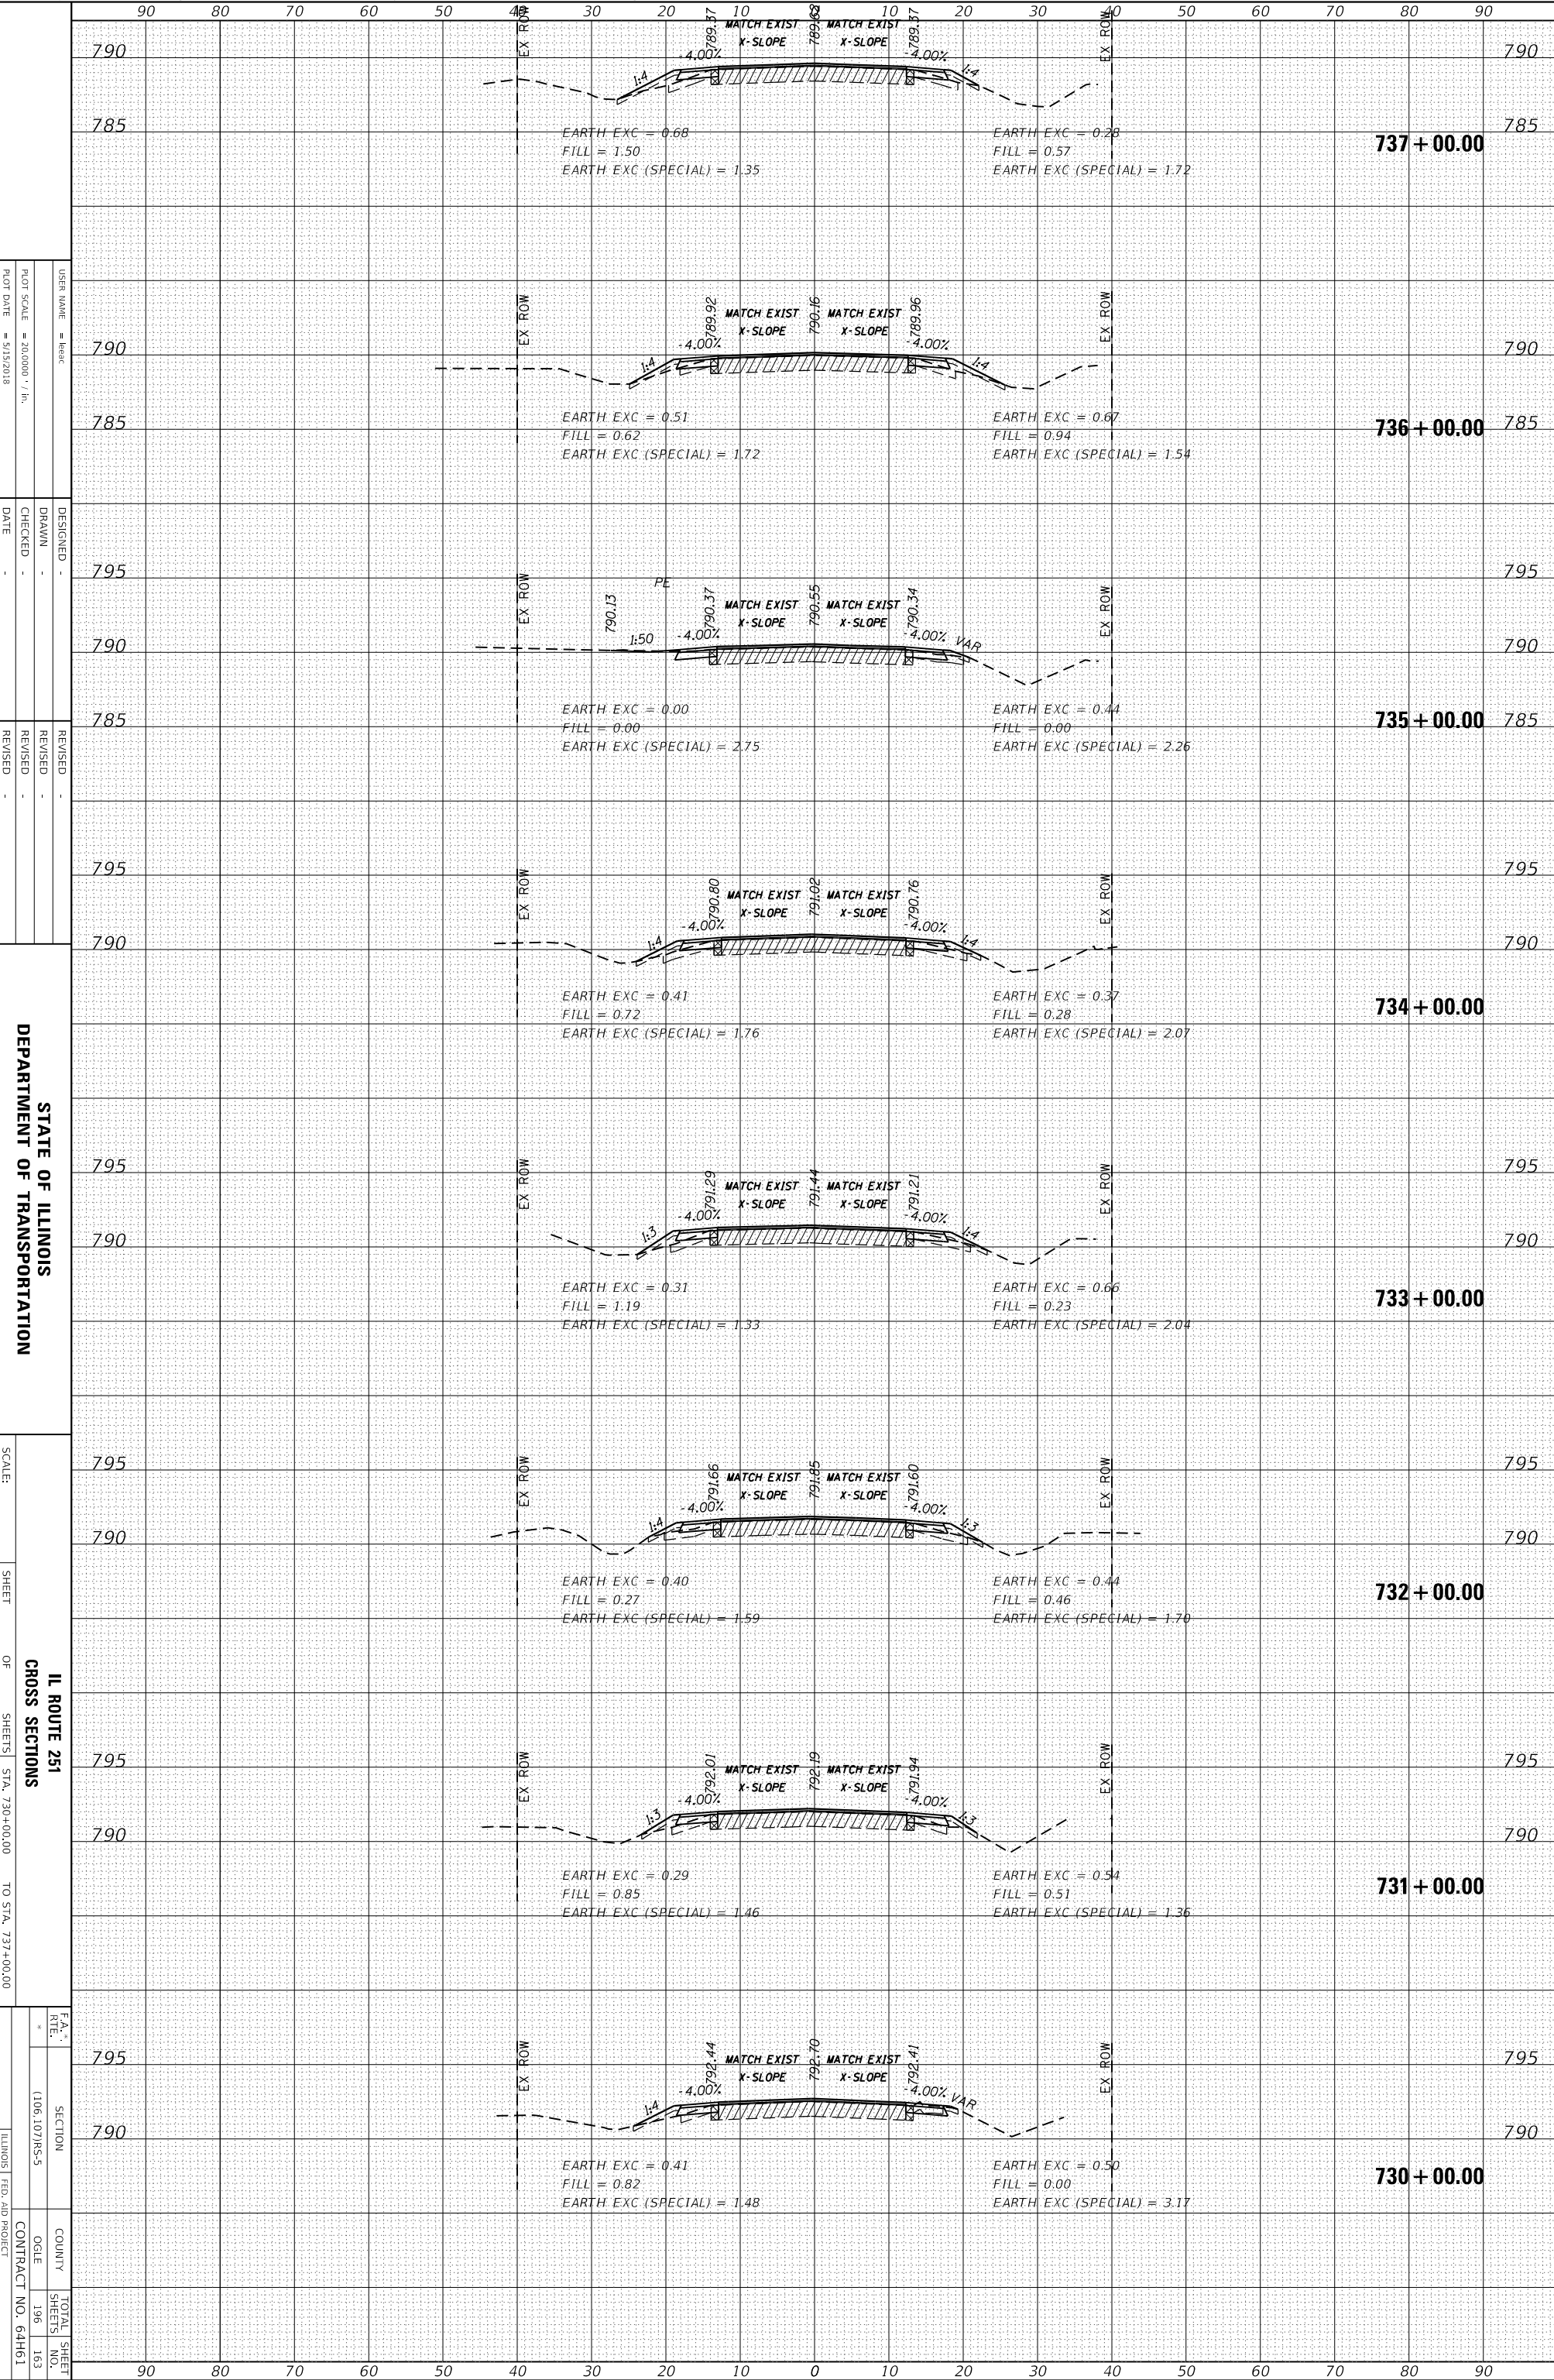 90 80 70 60 50 40 30 20 10 0 10 20 30 40 50 60 70 80 90
EX ROW 789.37 MATCH EXIST 789.62 MATCH EXIST 789.37 EX ROW
X-SLOPE X-SLOPE
790 -4.00% -4.00% 790
1:4 1:4
785 785
EARTH EXC = 0.68 EARTH EXC = 0.28
FILL = 1.50 FILL = 0.57 737+00.00
EARTH EXC (SPECIAL) = 1.35 EARTH EXC (SPECIAL) = 1.72
EX ROW 789.92 MATCH EXIST 790.16 MATCH EXIST 789.96 EX ROW
X-SLOPE X-SLOPE
790 -4.00% -4.00% 790
1:4 1:4
EARTH EXC = 0.51 EARTH EXC = 0.67
785 FILL = 0.62 FILL = 0.94 736+00.00 785
EARTH EXC (SPECIAL) = 1.72 EARTH EXC (SPECIAL) = 1.54
795 795
PE
EX ROW 790.13 790.37 MATCH EXIST 790.55 MATCH EXIST 790.34 EX ROW
X-SLOPE X-SLOPE
790 1:50 -4.00% -4.00% VAR 790
EARTH EXC = 0.00 EARTH EXC = 0.44
785 FILL = 0.00 FILL = 0.00 735+00.00 785
EARTH EXC (SPECIAL) = 2.75 EARTH EXC (SPECIAL) = 2.26
795 795
EX ROW 790.80 MATCH EXIST 791.02 MATCH EXIST 790.76 EX ROW
X-SLOPE X-SLOPE
-4.00% -4.00%
790 1:4 1:4 790
EARTH EXC = 0.41 EARTH EXC = 0.37
FILL = 0.72 FILL = 0.28 734+00.00
EARTH EXC (SPECIAL) = 1.76 EARTH EXC (SPECIAL) = 2.07
795 795
EX ROW 791.29 MATCH EXIST 791.44 MATCH EXIST 791.21 EX ROW
X-SLOPE X-SLOPE
-4.00% -4.00%
790 1:3 1:4 790
EARTH EXC = 0.31 EARTH EXC = 0.66
FILL = 1.19 FILL = 0.23 733+00.00
EARTH EXC (SPECIAL) = 1.33 EARTH EXC (SPECIAL) = 2.04
795 795
EX ROW 791.66 MATCH EXIST 791.85 MATCH EXIST 791.60 EX ROW
X-SLOPE X-SLOPE
-4.00% -4.00%
790 1:4 1:3 790
EARTH EXC = 0.40 EARTH EXC = 0.44
FILL = 0.27 FILL = 0.46 732+00.00
EARTH EXC (SPECIAL) = 1.59 EARTH EXC (SPECIAL) = 1.70
795 795
EX ROW 792.01 MATCH EXIST 792.19 MATCH EXIST 791.94 EX ROW
X-SLOPE X-SLOPE
-4.00% -4.00%
790 1:3 1:3 790
EARTH EXC = 0.29 EARTH EXC = 0.54
FILL = 0.85 FILL = 0.51 731+00.00
EARTH EXC (SPECIAL) = 1.46 EARTH EXC (SPECIAL) = 1.36
795 795
EX ROW 792.44 MATCH EXIST 792.70 MATCH EXIST 792.41 EX ROW
X-SLOPE X-SLOPE
-4.00% -4.00% VAR
790 1:4 790
EARTH EXC = 0.41 EARTH EXC = 0.50
FILL = 0.82 FILL = 0.00 730+00.00
EARTH EXC (SPECIAL) = 1.48 EARTH EXC (SPECIAL) = 3.17
90 80 70 60 50 40 30 20 10 0 10 20 30 40 50 60 70 80 90
USER NAME = leeac
PLOT SCALE = 20.0000 ' / in.
PLOT DATE = 5/15/2018
DESIGNED -
DRAWN -
CHECKED -
DATE -
REVISED -
REVISED -
REVISED -
REVISED -
STATE OF ILLINOIS
DEPARTMENT OF TRANSPORTATION
IL ROUTE 251
CROSS SECTIONS
SCALE: SHEET OF SHEETS STA. 730+00.00 TO STA. 737+00.00
F.A.*. RTE. SECTION COUNTY TOTAL SHEETS SHEET NO.
* (106,107)RS-5 OGLE 196 163
CONTRACT NO. 64H61
ILLINOIS FED. AID PROJECT